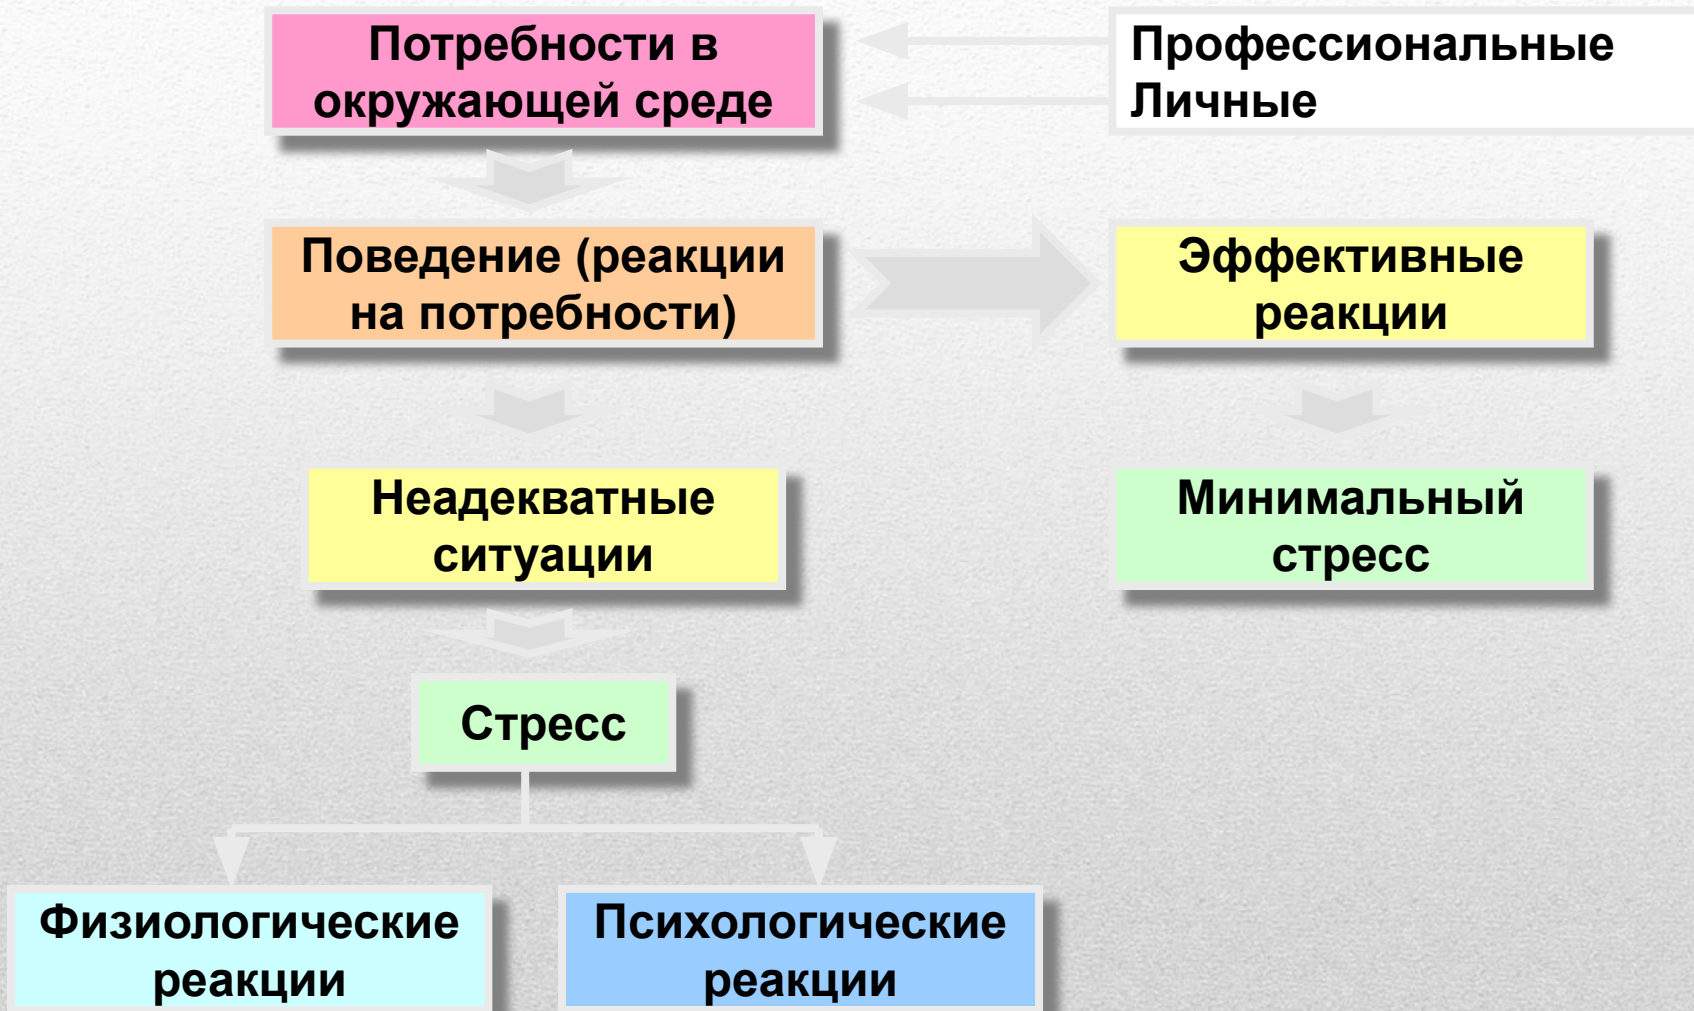 Потребности в
окружающей среде
Профессиональные
Личные
Поведение (реакции
на потребности)
Эффективные
реакции
Неадекватные
ситуации
Минимальный
стресс
Стресс
Физиологические
реакции
Психологические
реакции